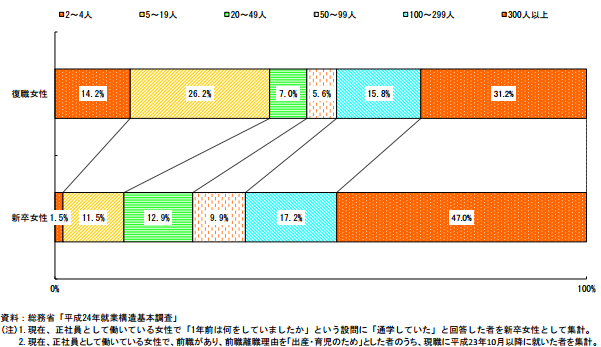 2～4人 5～19人 20～49人 50～99人 100～299人 300人以上
復職女性 14.2% 26.2% 7.0% 5.6% 15.8% 31.2%
新卒女性 1.5% 11.5% 12.9% 9.9% 17.2% 47.0%
0% 100%
資料：総務省「平成24年就業構造基本調査」
(注)1. 現在、正社員として働いている女性で「1年前は何をしていましたか」という設問に「通学していた」と回答した者を新卒女性として集計。
2. 現在、正社員として働いている女性で、前職があり、前職離職理由を「出産・育児のため」とした者のうち、現職に平成23年10月以降に就いた者を集計。